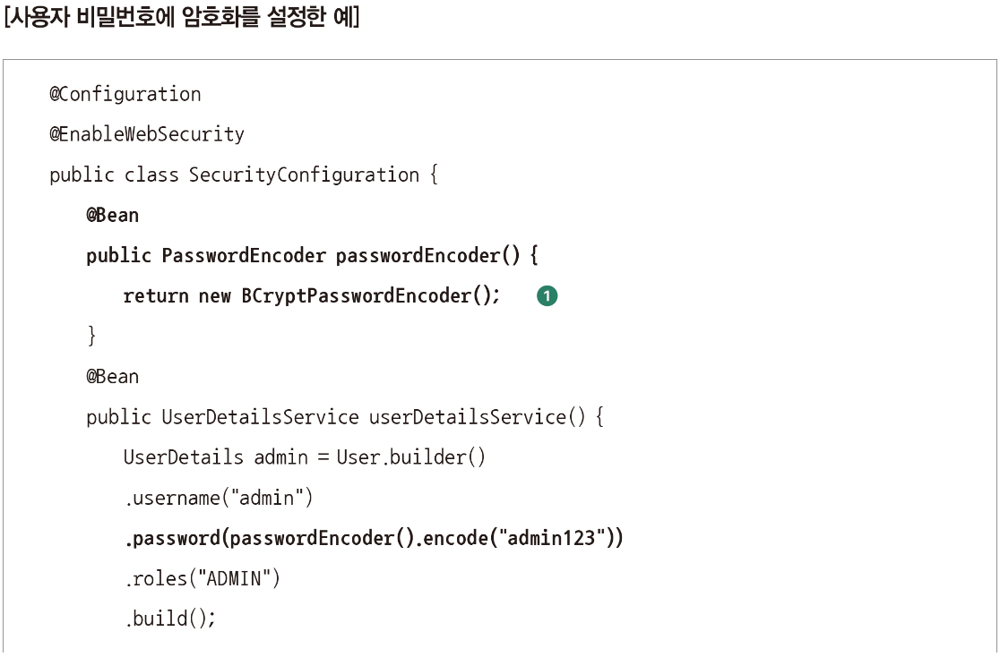 [사용자 비밀번호에 암호화를 설정한 예]
@Configuration
@EnableWebSecurity
public class SecurityConfiguration {
@Bean
public PasswordEncoder passwordEncoder() {
return new BCryptPasswordEncoder(); 1
}
@Bean
public UserDetailsService userDetailsService() {
UserDetails admin = User.builder()
.username("admin")
.password(passwordEncoder().encode("admin123"))
.roles("ADMIN")
.build();